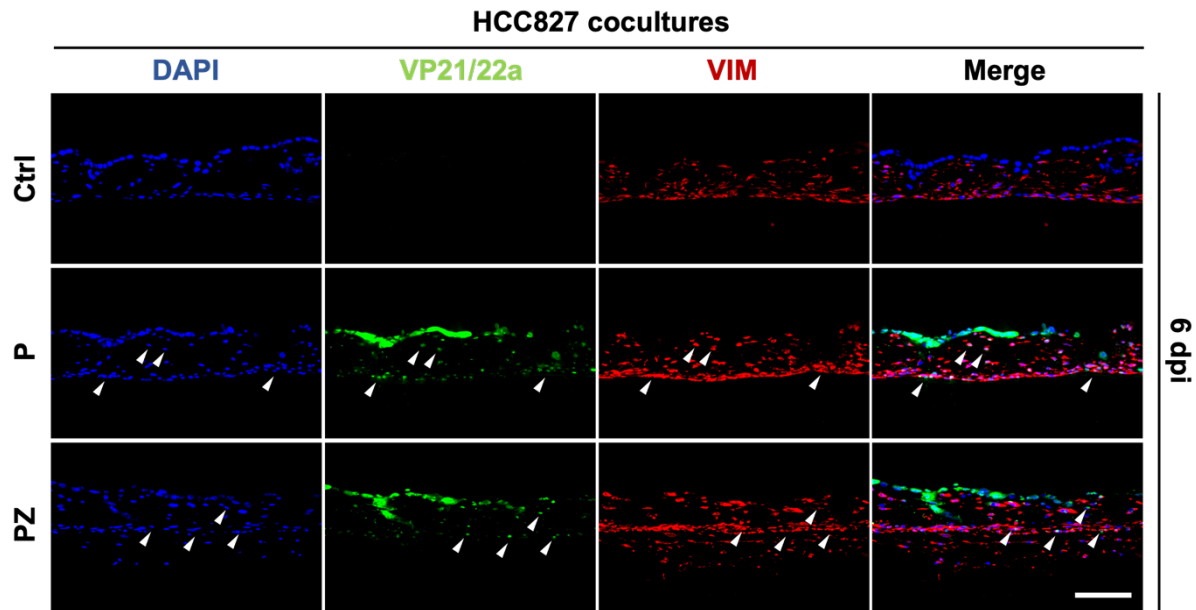 HCC827 cocultures
DAPI VP21/22a VIM Merge
Ctrl
P
PZ
6 dpi